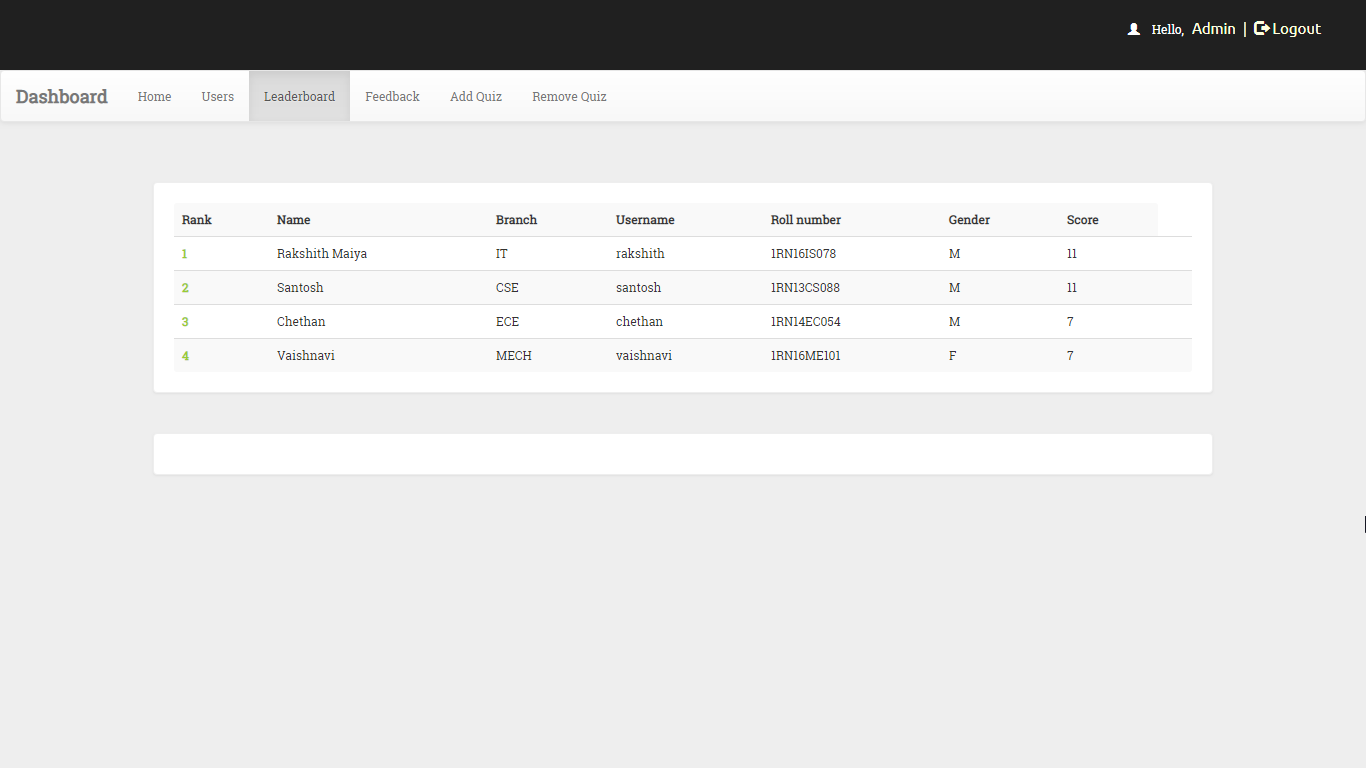 Hello, Admin | Logout
Dashboard Home Users Leaderboard Feedback Add Quiz Remove Quiz
Rank Name Branch Username Roll number Gender Score
1 Rakshith Maiya IT rakshith 1RN16IS078 M 11
2 Santosh CSE santosh 1RN13CS088 M 11
3 Chethan ECE chethan 1RN14EC054 M 7
4 Vaishnavi MECH vaishnavi 1RN16ME101 F 7